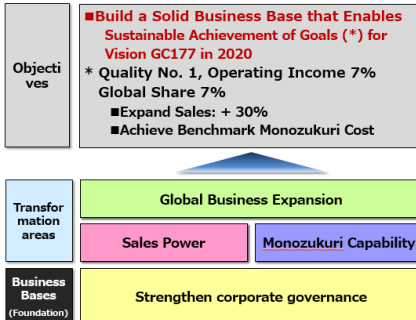 Objecti
ves
■Build a Solid Business Base that Enables
Sustainable Achievement of Goals (*) for
Vision GC177 in 2020
* Quality No. 1, Operating Income 7%
Global Share 7%
■Expand Sales: + 30%
■Achieve Benchmark Monozukuri Cost
Transfor
mation
areas
Global Business Expansion
Sales Power
Monozukuri Capability
Business
Bases
(Foundation)
Strengthen corporate governance